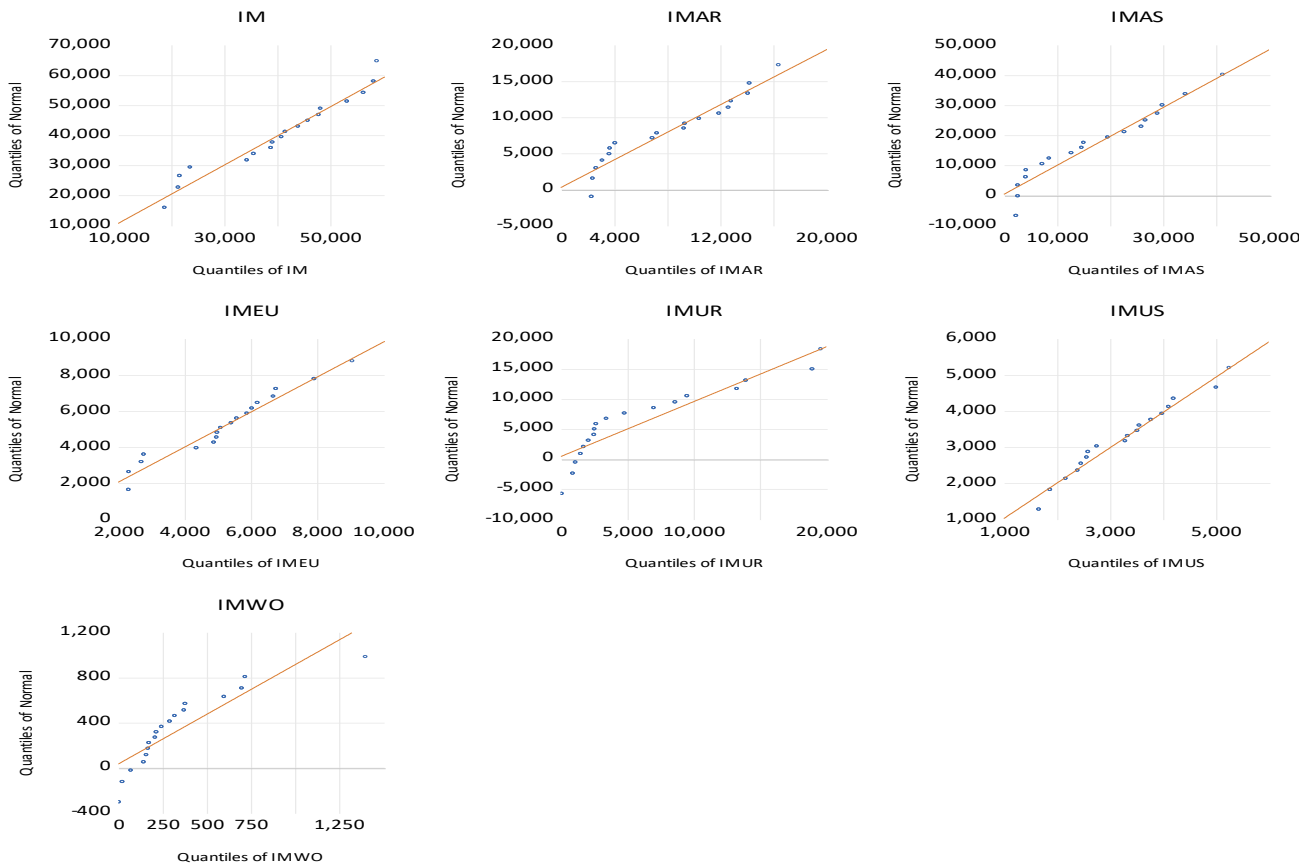 IM
70,000
60,000
50,000
40,000
30,000
20,000
10,000
10,000 30,000 50,000
Quantiles of Normal
Quantiles of IM
IMAR
20,000
15,000
10,000
5,000
0
-5,000
0 4,000 12,000 20,000
Quantiles of Normal
Quantiles of IMAR
IMAS
50,000
40,000
30,000
20,000
10,000
0
-10,000
0 10,000 30,000 50,000
Quantiles of Normal
Quantiles of IMAS
IMEU
10,000
8,000
6,000
4,000
2,000
0
2,000 4,000 6,000 8,000 10,000
Quantiles of Normal
Quantiles of IMEU
IMUR
20,000
15,000
10,000
5,000
0
-5,000
-10,000
0 5,000 10,000 20,000
Quantiles of Normal
Quantiles of IMUR
IMUS
6,000
5,000
4,000
3,000
2,000
1,000
1,000 3,000 5,000
Quantiles of Normal
Quantiles of IMUS
IMWO
1,200
800
400
0
-400
0 250 500 750 1,250
Quantiles of Normal
Quantiles of IMWO